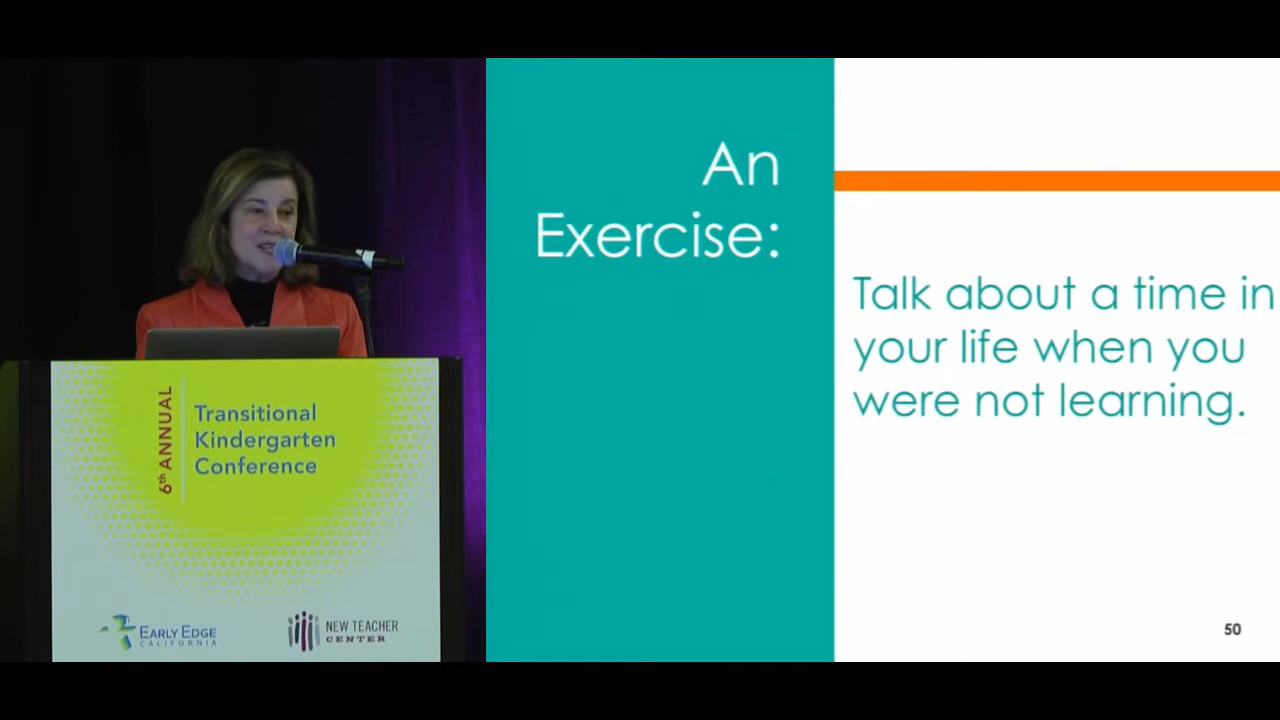 6th ANNUAL
Transitional
Kindergarten
Conference
EARLY EDGE
CALIFORNIA
NEW TEACHER
CENTER
An
Exercise:
Talk about a time in
your life when you
were not learning.
50